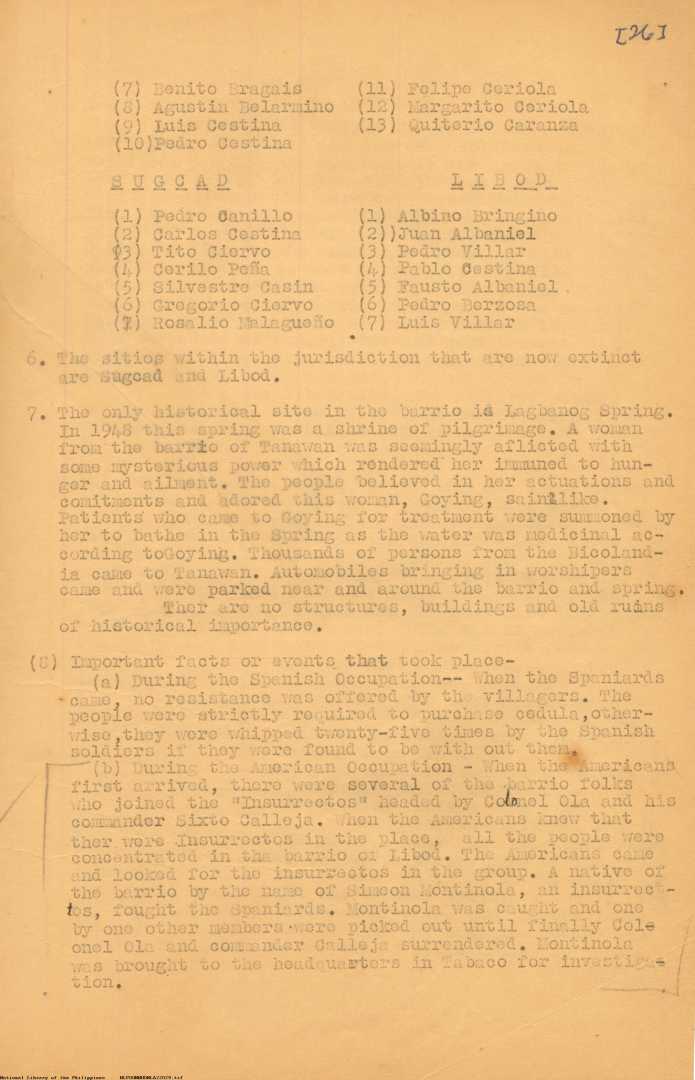 [26]
(7) Benito Bragais (11) Felipe Ceriola
(8) Agustin Belarmino (12) Margarito Ceriola
(9) Luis Cestina (13) Quiterio Caranza
(10)Pedro Cestina
S U G C A D L I B O D
(1) Pedro Canillo (1) Albino Bringino
(2) Carlos Cestina (2))Juan Albaniel
(3) Tito Ciervo (3) Pedro Villar
(4) Cerilo Peña (4) Pablo Cestina
(5) Silvestre Casin (5) Fausto Albaniel.
(6) Gregorio Ciervo (6) Pedro Berzosa
(7) Rosalio Malagueño (7) Luis Villar
6. The sitios within the jurisdiction that are now extinct
are Sugcad and Libod.
7. The only historical site in the barrio is Lagbanog Spring.
In 1948 this spring was a shrine of pilgrimage. A woman
from the barrio of Tanawan was seemingly aflicted with
some mysterious power which rendered her immuned to hun-
ger and ailment. The people believed in her actuations and
comitments and adored this woman, Goying, saintlike.
Patients who came to Goying for treatment were summoned by
her to bathe in the Spring as the water was medicinal ac-
cording toGoying. Thousands of persons from the Bicoland-
ia came to Tanawan. Automobiles bringing in worshipers
came and were parked near and around the barrio and spring.
Ther are no structures, buildings and old ruins
of historical importance.
(8) Important facts or events that took place-
(a) During the Spanish Occupation-- When the Spaniards
came, no resistance was offered by the villagers. The
people were strictly required to purchase cedula,other-
wise,they were whipped twenty-five times by the Spanish
soldiers if they were found to be with out them.
(b) During the American Occupation - When the Americans
first arrived, there were several of the barrio folks
who joined the "Insurrectos" headed by Colonel Ola and his
commander Sixto Calleja. When the Americans knew that
ther were Insurrectos in the place, all the people were
concentrated in the barrio of Libod. The Americans came
and looked for the insurrectos in the group. A native of
the barrio by the name of Simeon Montinola, an insurrect-
tos, fought the Spaniards. Montinola was caught and one
by one other members were picked out until finally Col-
onel Ola and commander Calleja surrendered. Montinola
was brought to the headquarters in Tabaco for investiga-
tion.
National Library of the Philippines